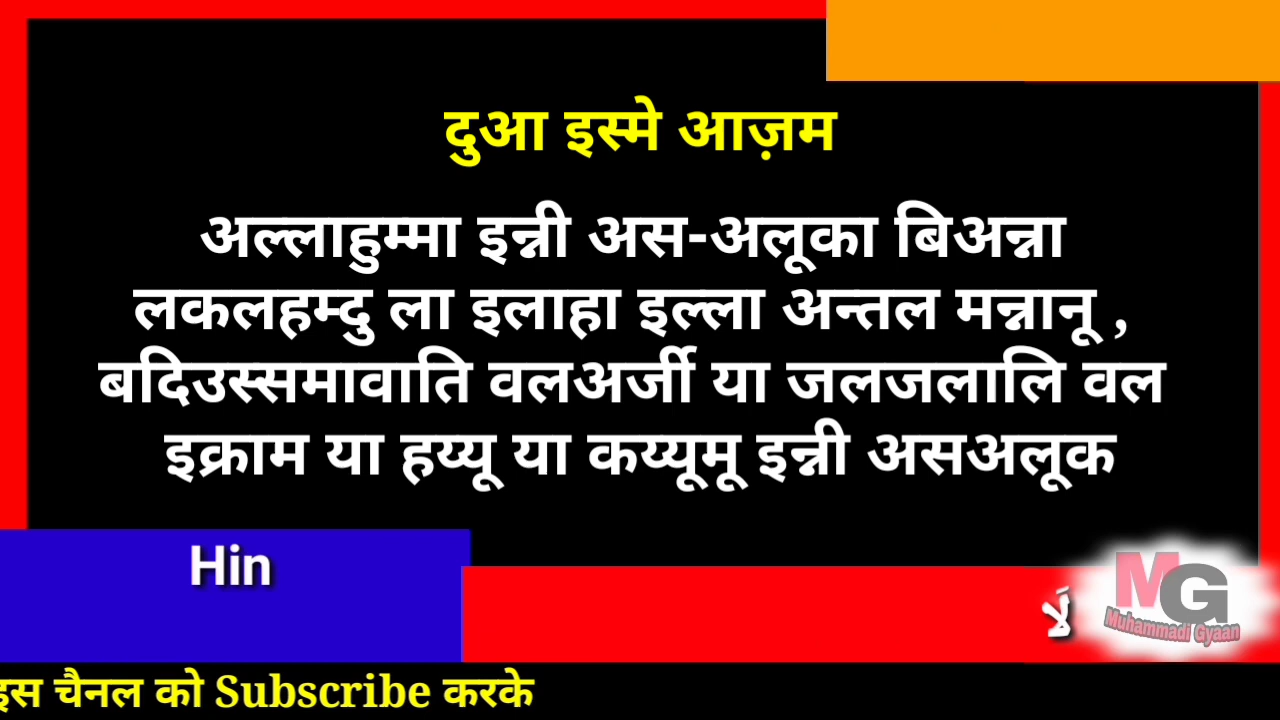 दुआ इस्मे आज़म
अल्लाहुम्मा इन्नी अस-अलूका बिअन्ना
लकलहम्दु ला इलाहा इल्ला अन्तल मन्नानू ,
बदिउस्समावाति वलअर्जी या जलजलालि वल
इक्राम या हय्यू या कय्यूमू इन्नी असअलूक
Hin
لَا
MG
Muhammadi Gyaan
इस चैनल को Subscribe करके